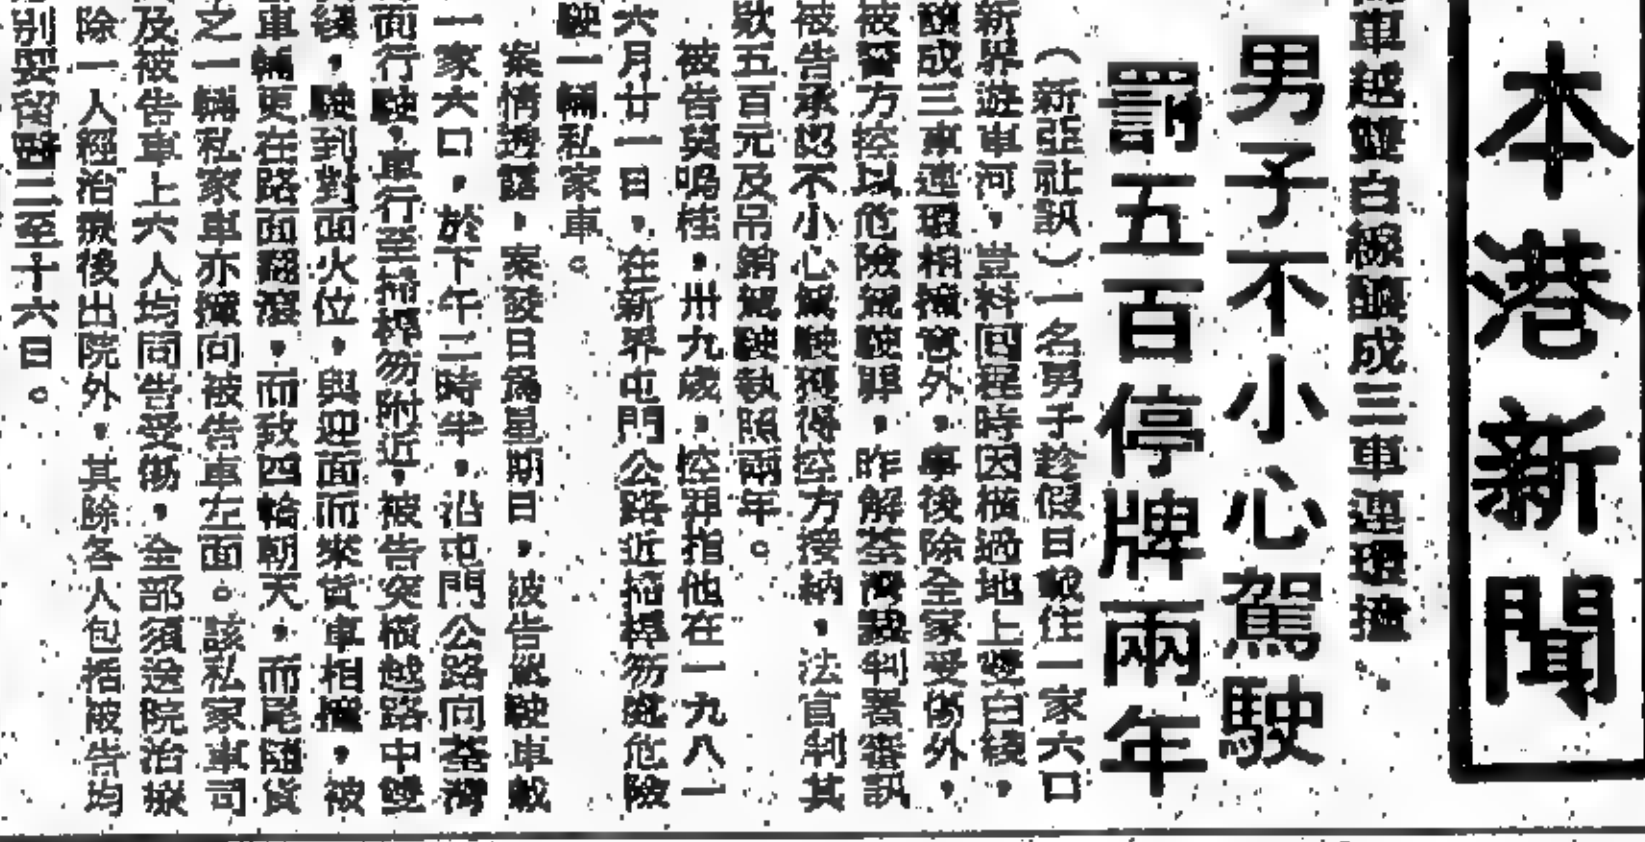 本港新聞
車越雙白線釀成三車連環撞
男子不小心駕駛
罰五百停牌兩年
（新亞社訊）一名男子趁假日載住一家六口
新界遊車河，豈料回程時因橫過地上雙白綫，
釀成三車連環相撞意外，事後除全家受傷外，
被警方控以危險駕駛罪，昨解荃灣裁判署審訊
被告承認不小心駕駛獲得控方接納，法官判其
款五百元及吊銷駕駛執照兩年。
被告莫鳴桂，卅九歲，控罪指他在一九八一
六月廿一日，在新界屯門公路近掃桿笏處危險
駛一輛私家車。
案情透露，案發日為星期日，被告駕駛車載
一家六口，於下午二時半，沿屯門公路向荃灣
面行駛，車行至掃桿笏附近，被告突橫越路中雙
綫，駛到對面火位，與迎面而來貨車相撞，被
車輛更在路面翻滾，而致四輪朝天，而尾隨貨
之一輛私家車亦撞向被告車左面。該私家車司
及被告車上六人均同告受傷，全部須送院治療
除一人經治療後出院外，其除各人包括被告均
別要留醫三至十六日。